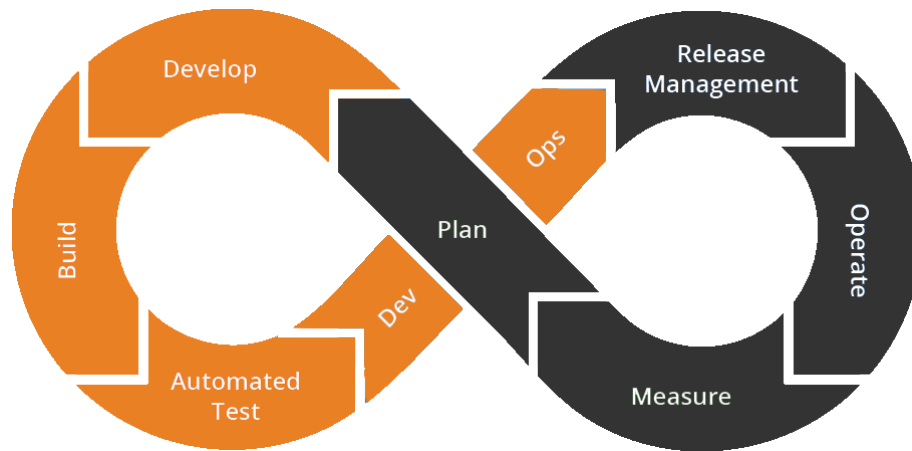 Develop
Release
Management
Ops
Plan
Build
Operate
Dev
Automated
Test
Measure